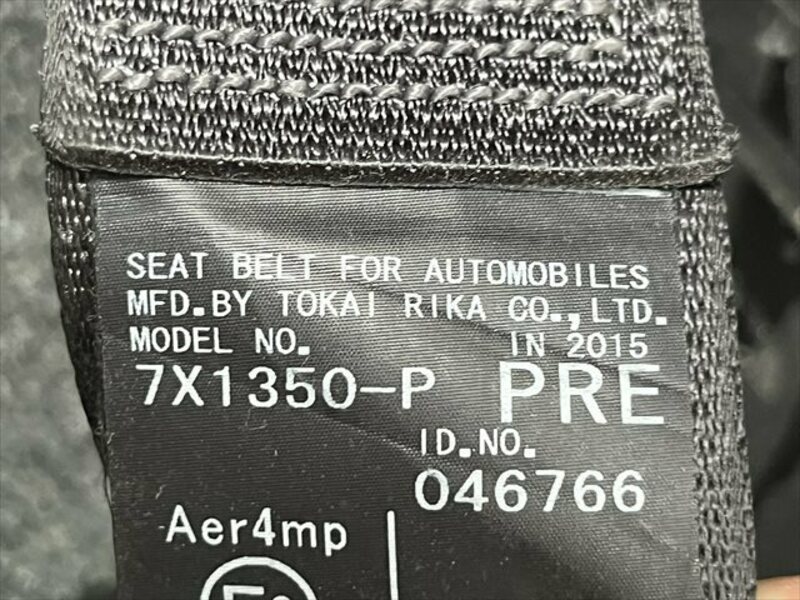 SEAT BELT FOR AUTOMOBILES
MFD.BY TOKAI RIKA CO.,LTD.
MODEL NO. IN 2015
7X1350-P PRE
ID.NO.
046766
Aer4mp